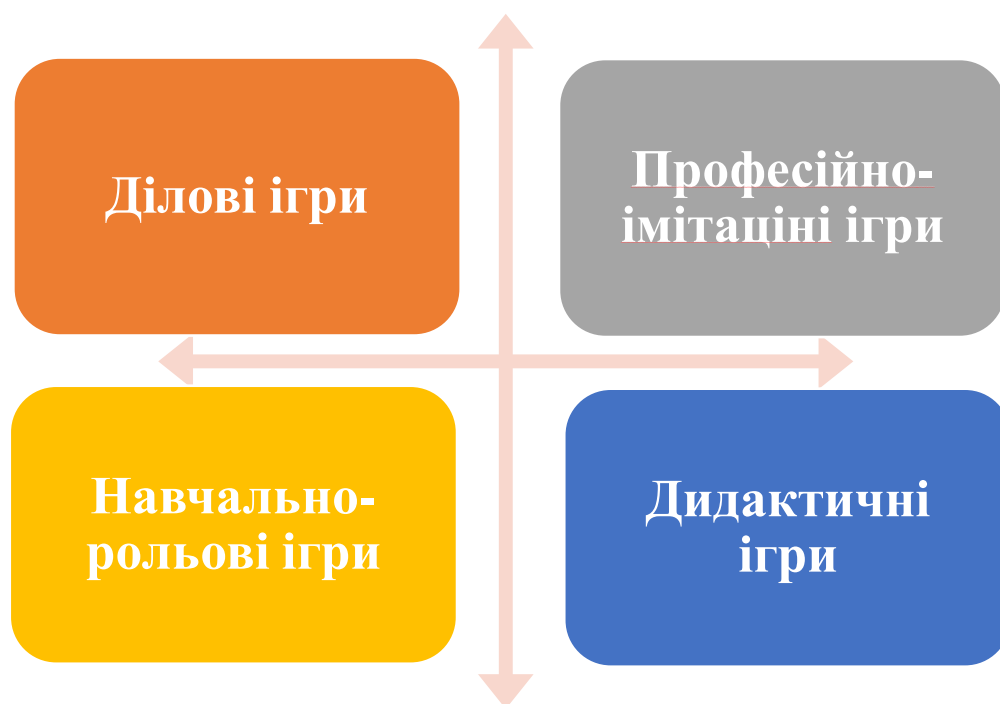 Ділові ігри
Професійно-
імітаціні ігри
Навчально-
рольові ігри
Дидактичні
ігри